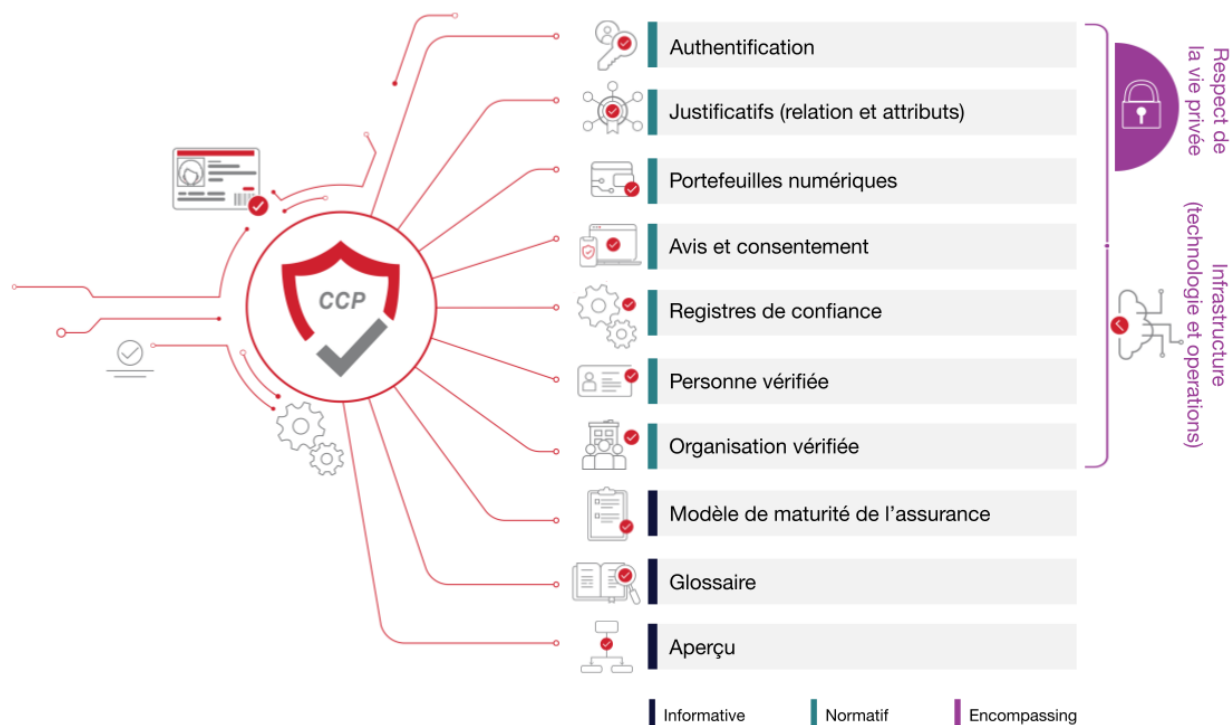 CCP
Authentification
Justificatifs (relation et attributs)
Portefeuilles numériques
Avis et consentement
Registres de confiance
Personne vérifiée
Organisation vérifiée
Modèle de maturité de l'assurance
Glossaire
Aperçu
Respect de
la vie privée
Infrastructure
(technologie et operations)
Informative
Normatif
Encompassing